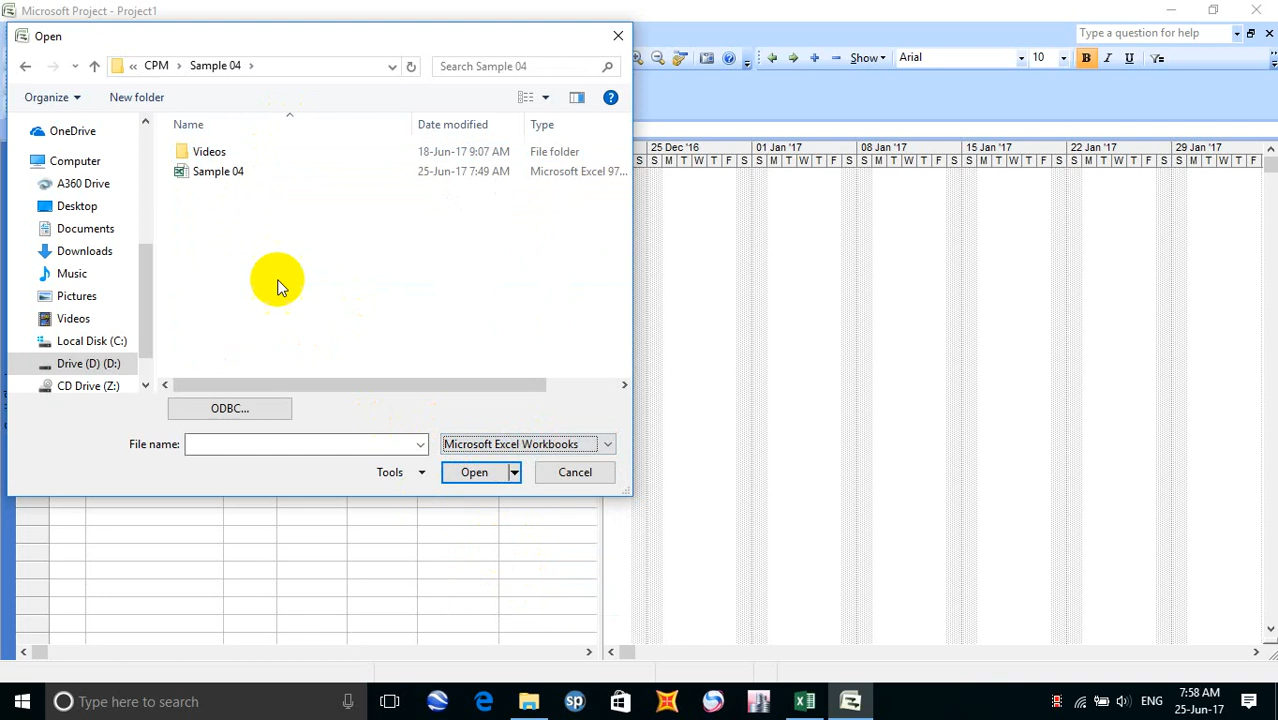 Microsoft Project - Project1
Type a question for help
Open
CPM
Sample 04
Search Sample 04
Show
Arial
10
B
I
U
Organize
New folder
Name
Date modified
Type
OneDrive
Computer
A360 Drive
Desktop
Documents
Downloads
Music
Pictures
Videos
Local Disk (C:)
Drive (D) (D:)
CD Drive (Z:)
Videos
18-Jun-17 9:07 AM
File folder
Sample 04
25-Jun-17 7:49 AM
Microsoft Excel 97...
ODBC...
File name:
Microsoft Excel Workbooks
Tools
Open
Cancel
25 Dec '16
01 Jan '17
08 Jan '17
15 Jan '17
22 Jan '17
29 Jan '17
S S M T W T F S S M T W T F S S M T W T F S S M T W T F S S M T W T F S S M T W T F
Type here to search
ENG
7:58 AM
25-Jun-17